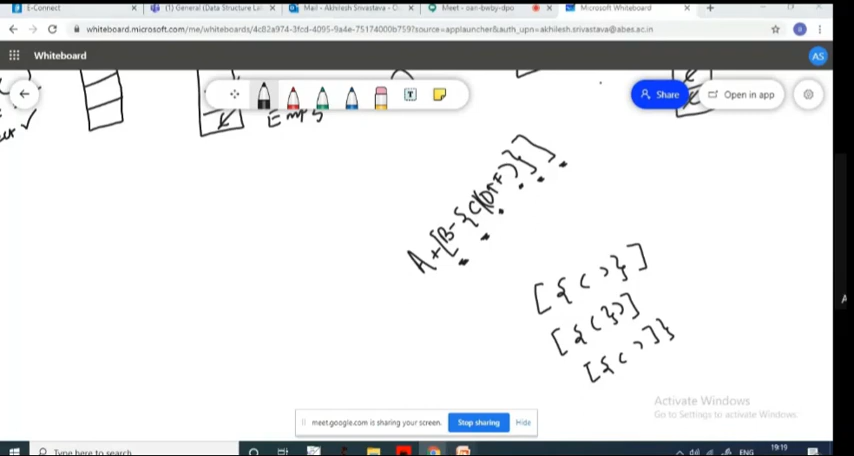 E-Connect
(1) General (Data Structure Lab
Mail - Akhilesh Srivastava - O
Meet - oari-beby-dpo
Microsoft Whiteboard
whiteboard.microsoft.com/me/whiteboards/4c82a974-3fcd-4095-9a4e-75174000b759?source=applauncher&auth_upn=akhilesh.srivastava@abes.ac.in
Whiteboard
AS
Share
Open in app
A+[B-{C(D+F)}]
[{()}]
[{(})]
[{()]}
Activate Windows
Go to Settings to activate Windows.
meet.google.com is sharing your screen.
Stop sharing
Hide
Type here to search
ENG
19:19